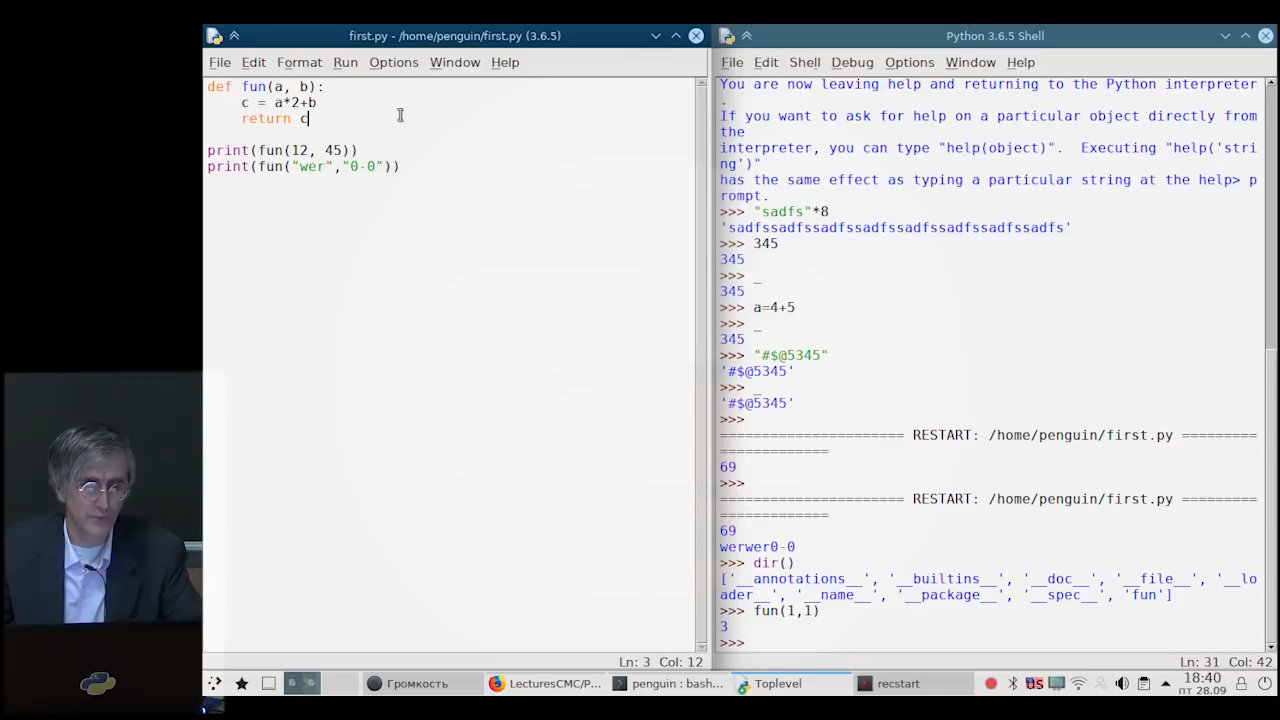 first.py - /home/penguin/first.py (3.6.5)
File Edit Format Run Options Window Help
def fun(a, b):
    c = a*2+b
    return c
print(fun(12, 45))
print(fun("wer","0-0"))
Ln: 3 Col: 12
Python 3.6.5 Shell
File Edit Shell Debug Options Window Help
You are now leaving help and returning to the Python interpreter
.
If you want to ask for help on a particular object directly from
the
interpreter, you can type "help(object)".  Executing "help('stri
ng')"
has the same effect as typing a particular string at the help> p
rompt.
>>> "sadfs"*8
'sadfssadfssadfssadfssadfssadfssadfssadfs'
>>> 345
345
>>> _
345
>>> a=4+5
>>> _
345
>>> "#$@5345"
'#$@5345'
>>> _
'#$@5345'
>>>
===================== RESTART: /home/penguin/first.py =========
=============
69
>>>
===================== RESTART: /home/penguin/first.py =========
=============
69
werwer0-0
>>> dir()
['__annotations__', '__builtins__', '__doc__', '__file__', '__lo
ader__', '__name__', '__package__', '__spec__', 'fun']
>>> fun(1,1)
3
>>>
Ln: 31 Col: 42
Громкость LecturesCMC/P... penguin : bash... Toplevel recstart US 18:40
пт 28.09